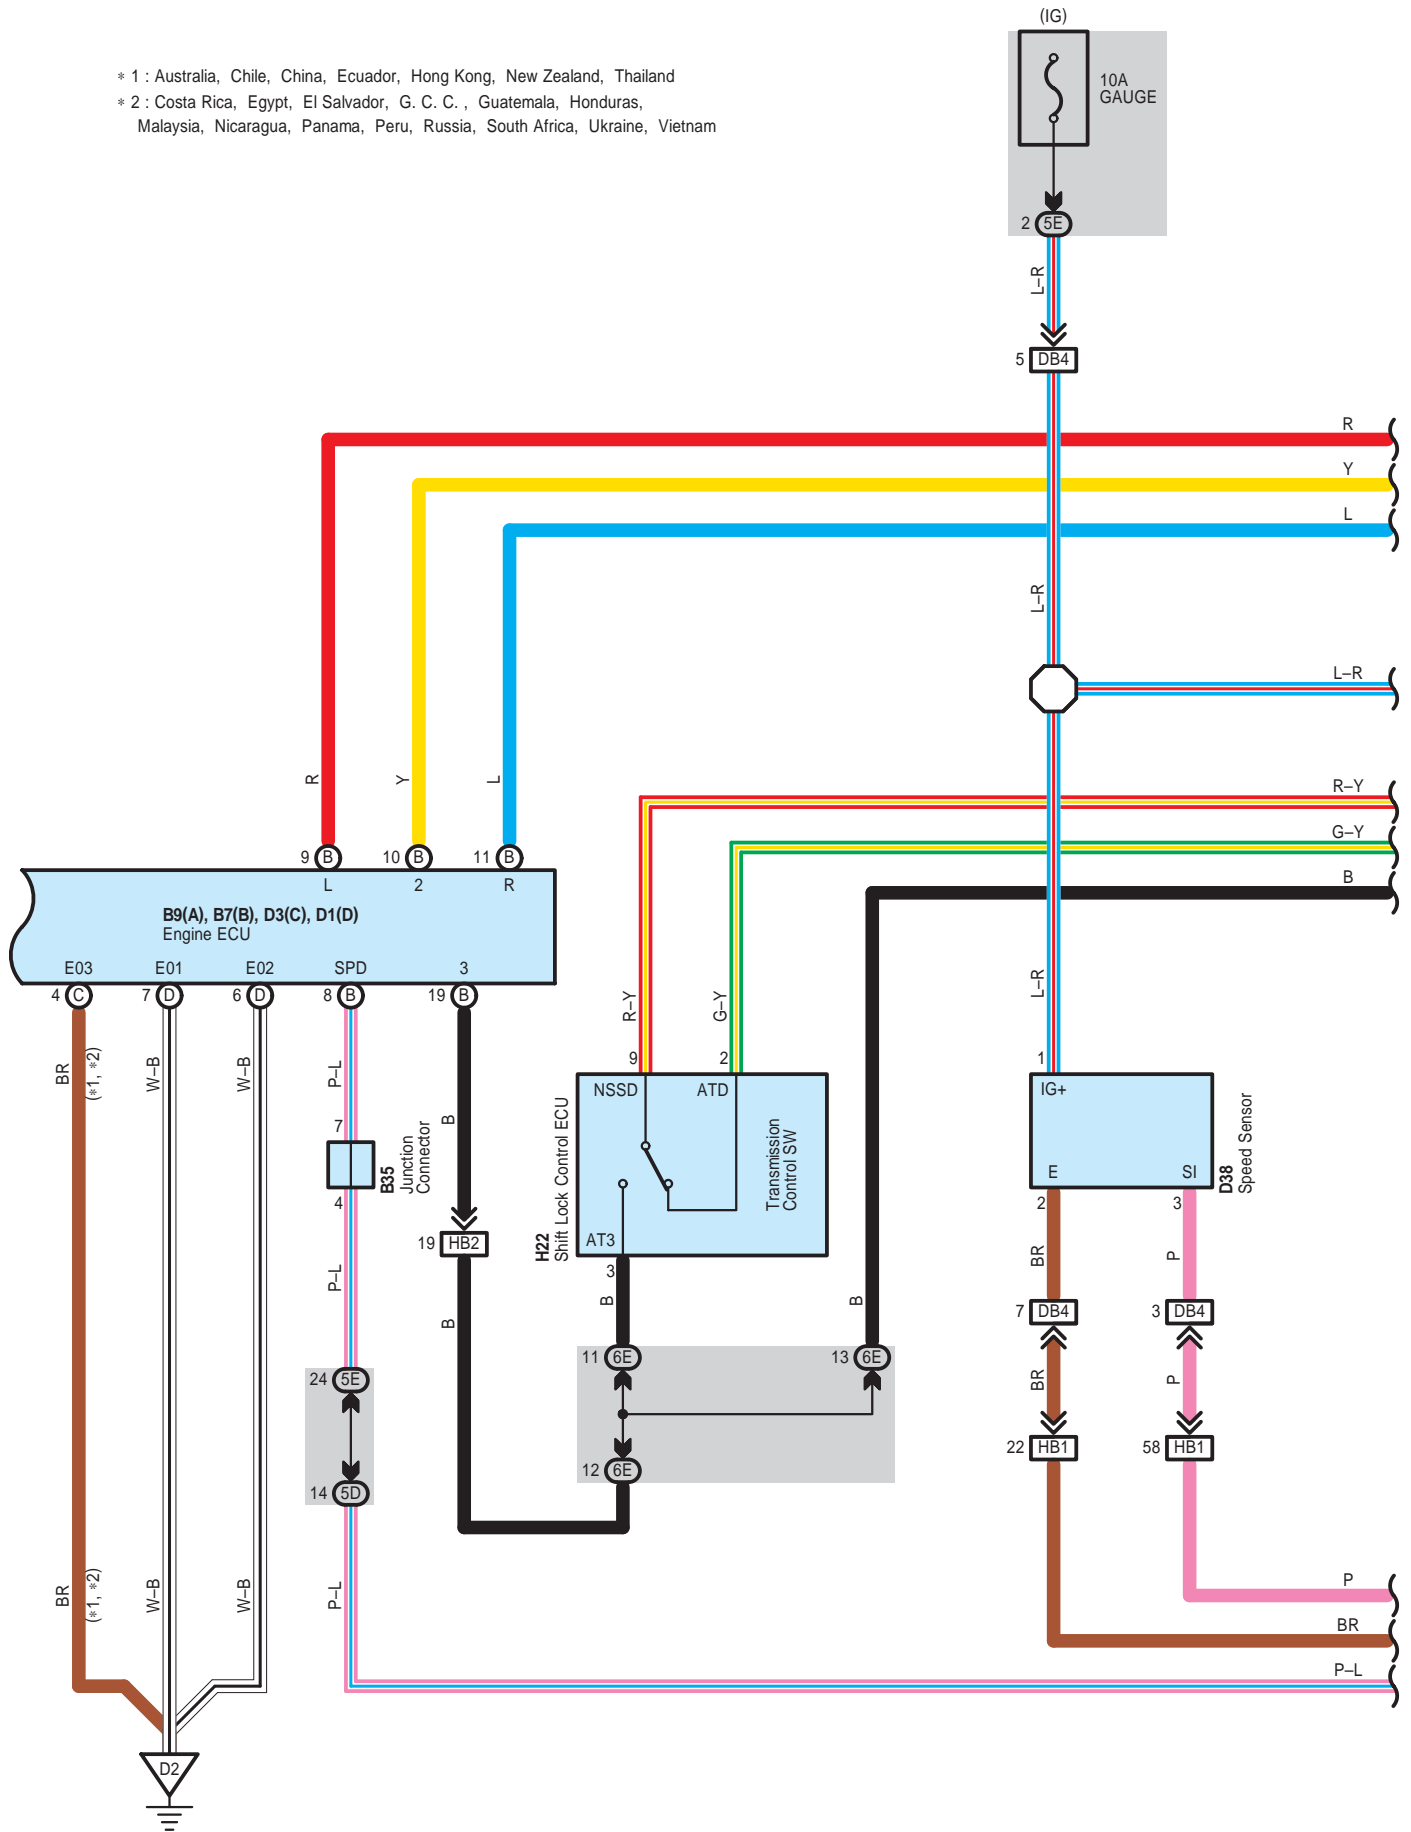 (IG)
* 1 : Australia, Chile, China, Ecuador, Hong Kong, New Zealand, Thailand
* 2 : Costa Rica, Egypt, El Salvador, G. C. C. , Guatemala, Honduras,
Malaysia, Nicaragua, Panama, Peru, Russia, South Africa, Ukraine, Vietnam
10A
GAUGE
2 5E
L–R
5 DB4
R
Y
L
L–R
L–R
R Y L
R–Y
G–Y
B
9 B 10 B 11 B
L 2 R
B9(A), B7(B), D3(C), D1(D)
Engine ECU
E03 E01 E02 SPD 3
4 C 7 D 6 D 8 B 19 B
R–Y G–Y L–R
BR (*1, *2) W–B W–B P–L B
9 2 1
NSSD ATD
AT3
Transmission
Control SW
H22
Shift Lock Control ECU
IG+
E SI
D38
Speed Sensor
7
B35
Junction
Connector
4
2 3
19 HB2
3
P–L B B B BR P
11 6E 13 6E
7 DB4 3 DB4
BR P
24 5E
12 6E
22 HB1 58 HB1
14 5D
BR (*1, *2) W–B W–B P–L
P
BR
P–L
D2